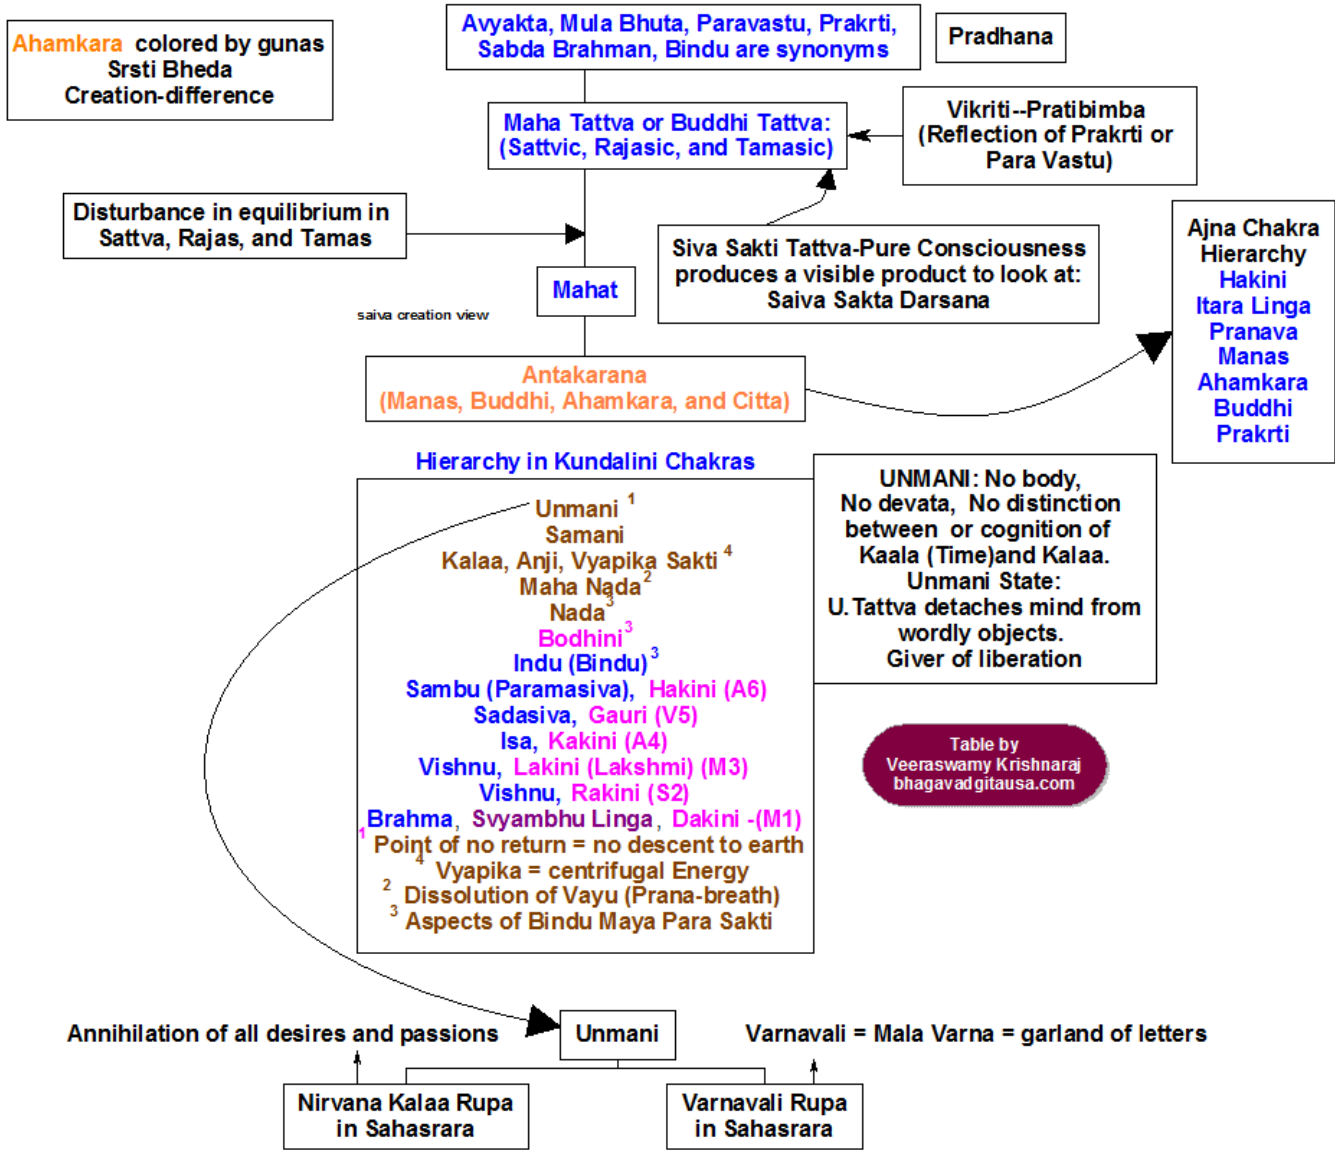 Ahamkara colored by gunas
Srsti Bheda
Creation-difference
Avyakta, Mula Bhuta, Paravastu, Prakrti,
Sabda Brahman, Bindu are synonyms
Pradhana
Maha Tattva or Buddhi Tattva:
(Sattvic, Rajasic, and Tamasic)
Vikriti--Pratibimba
(Reflection of Prakrti or
Para Vastu)
Disturbance in equilibrium in
Sattva, Rajas, and Tamas
Siva Sakti Tattva-Pure Consciousness
produces a visible product to look at:
Saiva Sakta Darsana
Mahat
saiva creation view
Antakarana
(Manas, Buddhi, Ahamkara, and Citta)
Ajna Chakra
Hierarchy
Hakini
Itara Linga
Pranava
Manas
Ahamkara
Buddhi
Prakrti
Hierarchy in Kundalini Chakras
Unmani 1
Samani
Kalaa, Anji, Vyapika Sakti 4
Maha Nada 2
Nada 3
Bodhini 3
Indu (Bindu) 3
Sambu (Paramasiva), Hakini (A6)
Sadasiva, Gauri (V5)
Isa, Kakini (A4)
Vishnu, Lakini (Lakshmi) (M3)
Vishnu, Rakini (S2)
Brahma, Svyambhu Linga, Dakini -(M1)
1 Point of no return = no descent to earth
4 Vyapika = centrifugal Energy
2 Dissolution of Vayu (Prana-breath)
3 Aspects of Bindu Maya Para Sakti
UNMANI: No body,
No devata, No distinction
between or cognition of
Kaala (Time)and Kalaa.
Unmani State:
U.Tattva detaches mind from
wordly objects.
Giver of liberation
Table by
Veeraswamy Krishnaraj
bhagavadgitausa.com
Annihilation of all desires and passions
Unmani
Varnavali = Mala Varna = garland of letters
Nirvana Kalaa Rupa
in Sahasrara
Varnavali Rupa
in Sahasrara